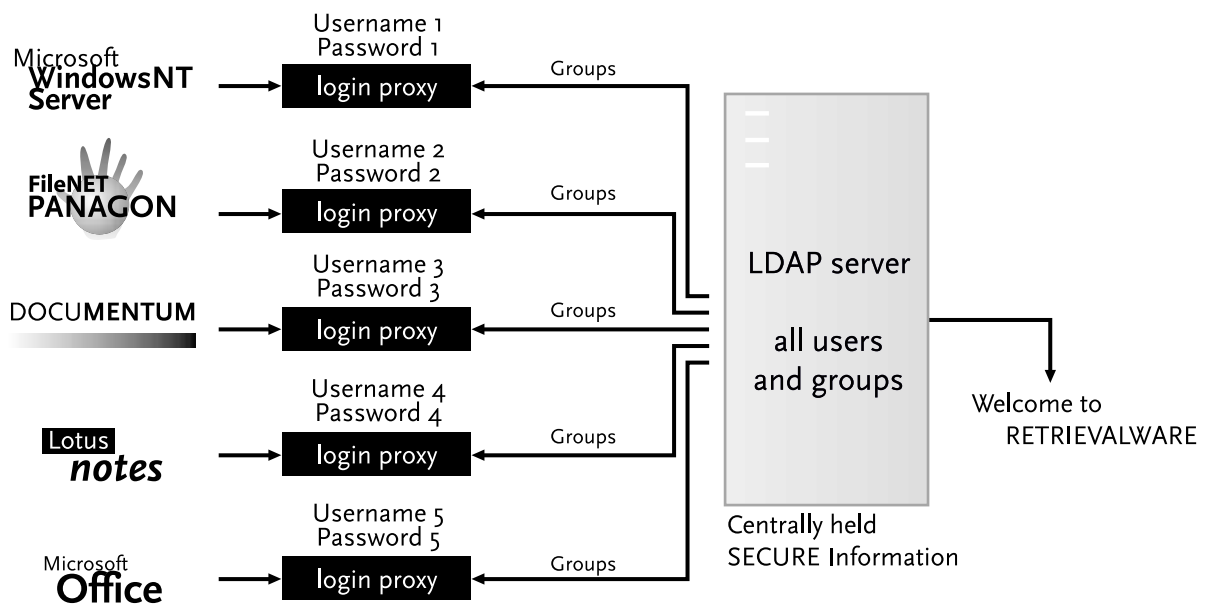 Username 1
Password 1
Microsoft
WindowsNT
Server
login proxy
Groups
Username 2
Password 2
FileNET
PANAGON
login proxy
Groups
Username 3
Password 3
DOCUMENTUM
login proxy
Groups
Username 4
Password 4
Lotus
notes
login proxy
Groups
Username 5
Password 5
Microsoft
Office
login proxy
Groups
LDAP server
all users
and groups
Centrally held
SECURE Information
Welcome to
RETRIEVALWARE